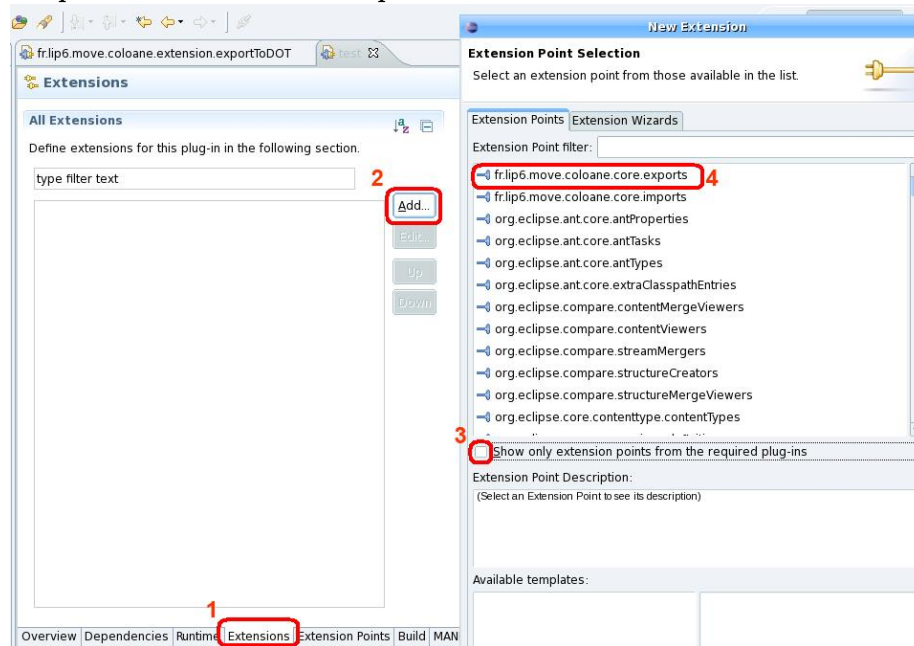 New Extension
fr.lip6.move.coloane.extension.exportToDOT
test
Extensions
All Extensions
Define extensions for this plug-in in the following section.
type filter text
2
Add...
Edit...
Up
Down
1
Overview Dependencies Runtime Extensions Extension Points Build MAN
Extension Point Selection
Select an extension point from those available in the list.
Extension Points Extension Wizards
Extension Point filter:
fr.lip6.move.coloane.core.exports 4
fr.lip6.move.coloane.core.imports
org.eclipse.ant.core.antProperties
org.eclipse.ant.core.antTasks
org.eclipse.ant.core.antTypes
org.eclipse.ant.core.extraClasspathEntries
org.eclipse.compare.contentMergeViewers
org.eclipse.compare.contentViewers
org.eclipse.compare.streamMergers
org.eclipse.compare.structureCreators
org.eclipse.compare.structureMergeViewers
org.eclipse.core.contenttype.contentTypes
3
Show only extension points from the required plug-ins
Extension Point Description:
(Select an Extension Point to see its description)
Available templates: